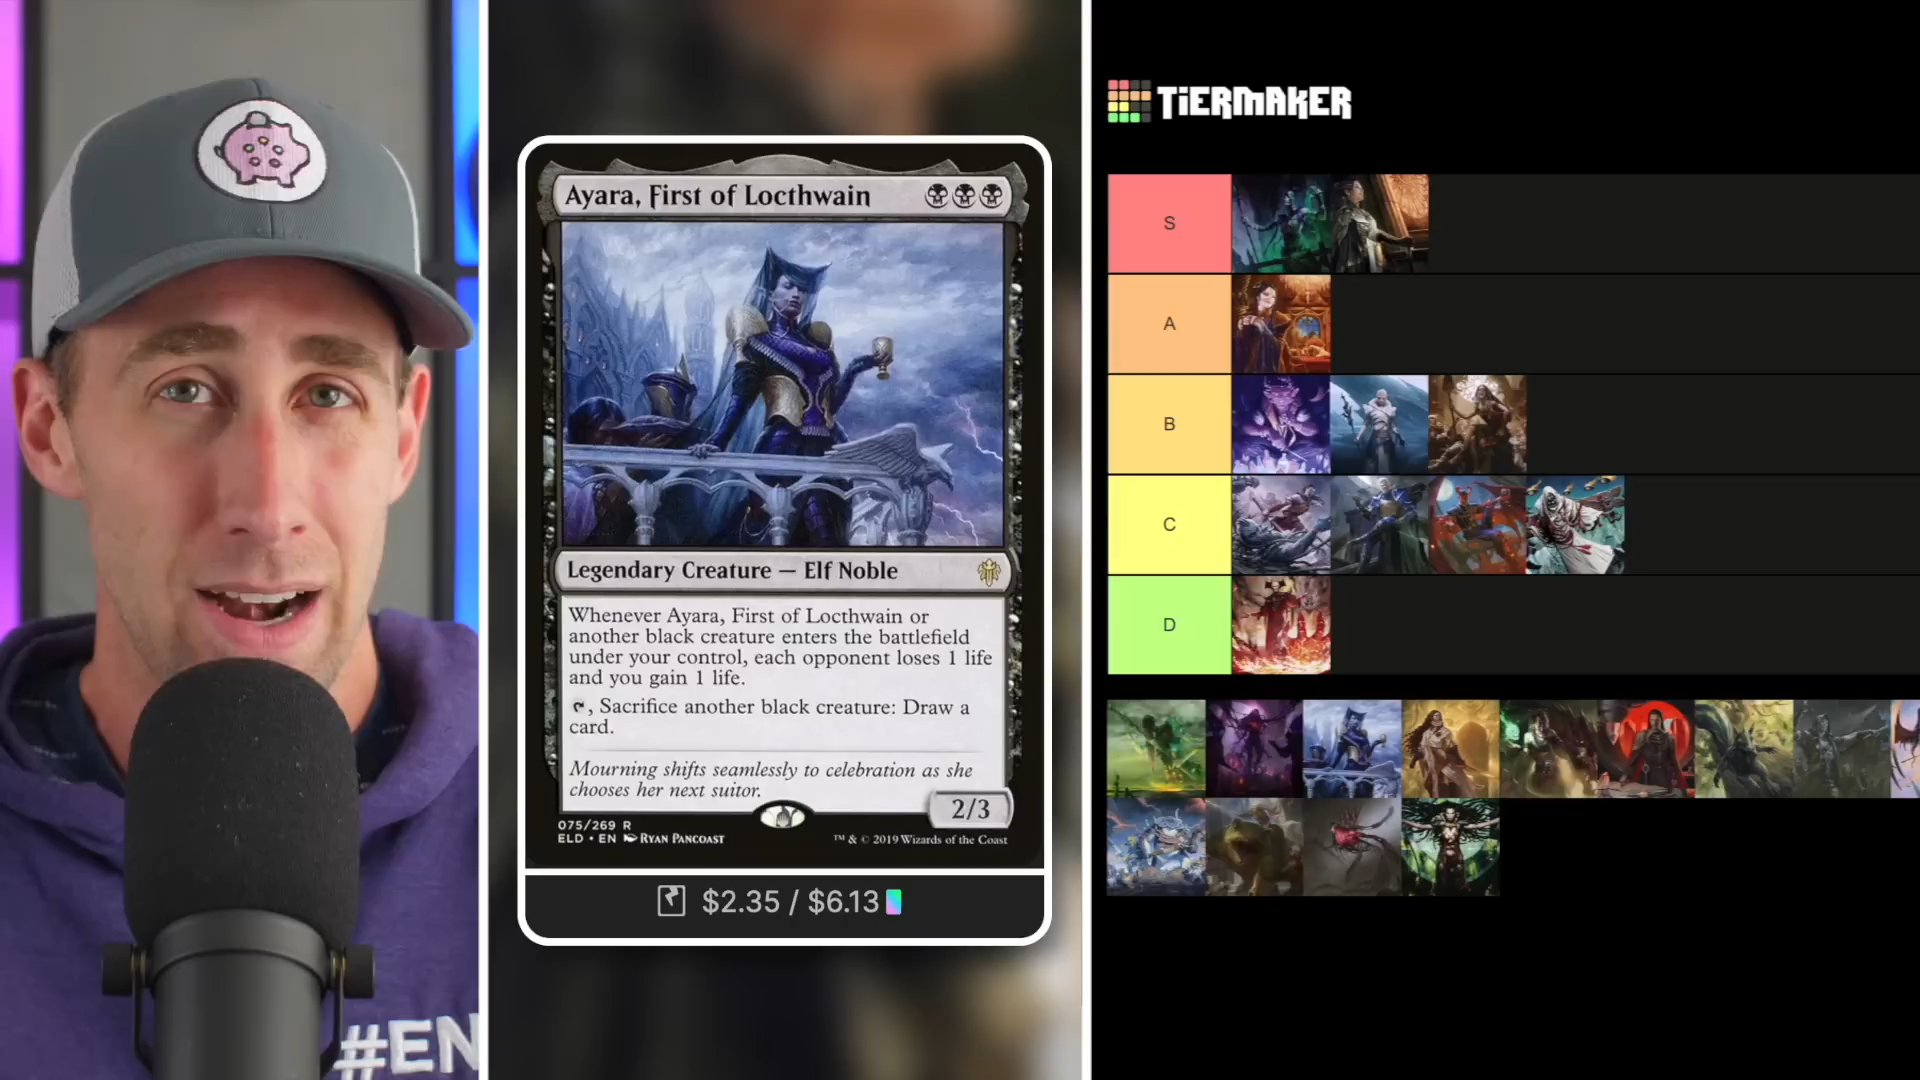 #EN
Ayara, First of Locthwain
Legendary Creature — Elf Noble
Whenever Ayara, First of Locthwain or
another black creature enters the battlefield
under your control, each opponent loses 1 life
and you gain 1 life.
, Sacrifice another black creature: Draw a
card.
Mourning shifts seamlessly to celebration as she
chooses her next suitor.
2/3
075/269 R
ELD • EN RYAN PANCOAST
™ & © 2019 Wizards of the Coast
$2.35 / $6.13
TiERMAKER
S
A
B
C
D